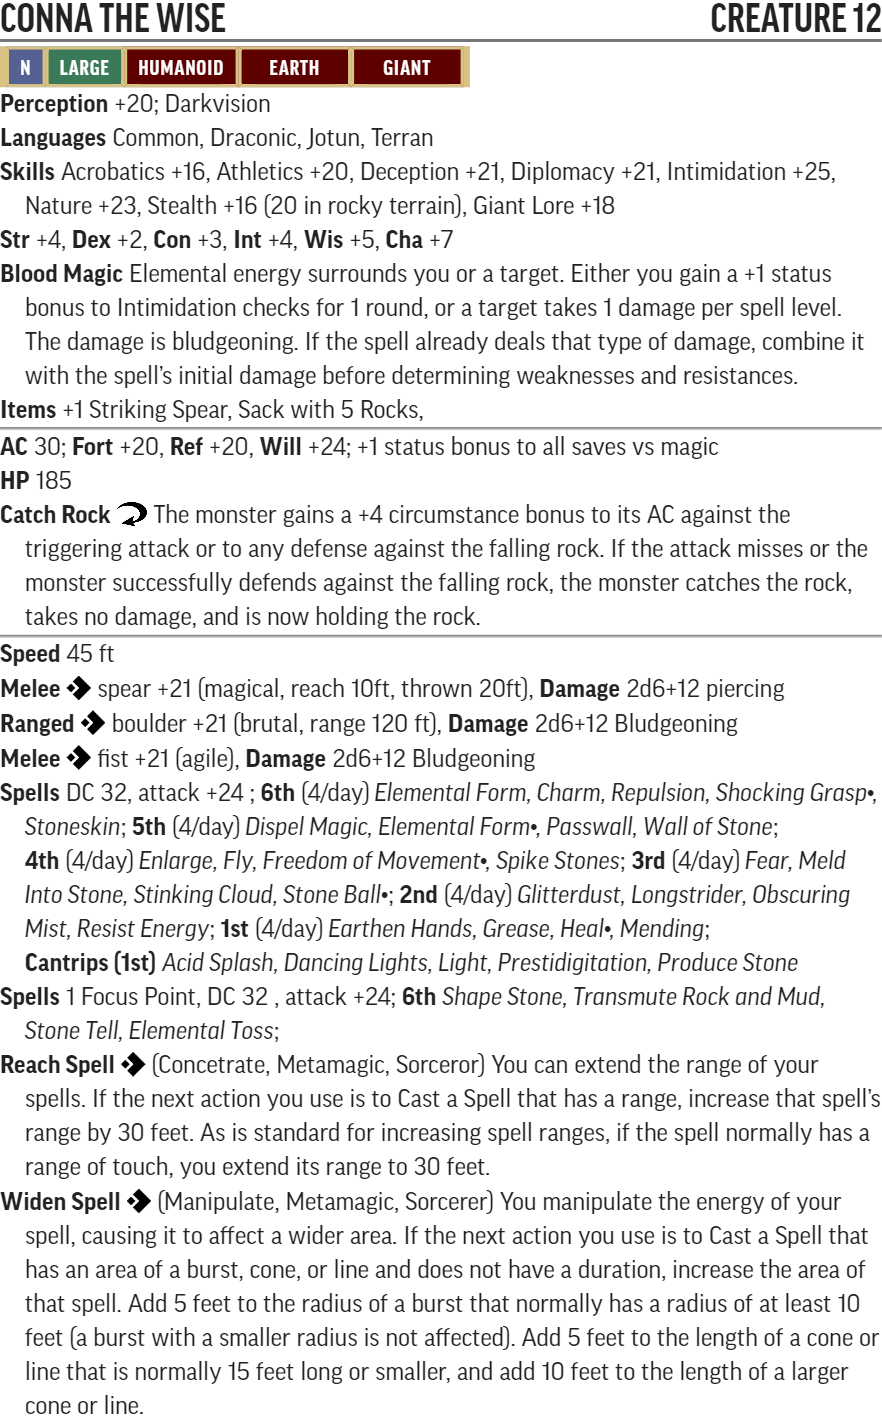 CONNA THE WISE CREATURE 12
N LARGE HUMANOID EARTH GIANT
Perception +20; Darkvision
Languages Common, Draconic, Jotun, Terran
Skills Acrobatics +16, Athletics +20, Deception +21, Diplomacy +21, Intimidation +25,
Nature +23, Stealth +16 (20 in rocky terrain), Giant Lore +18
Str +4, Dex +2, Con +3, Int +4, Wis +5, Cha +7
Blood Magic Elemental energy surrounds you or a target. Either you gain a +1 status
bonus to Intimidation checks for 1 round, or a target takes 1 damage per spell level.
The damage is bludgeoning. If the spell already deals that type of damage, combine it
with the spell's initial damage before determining weaknesses and resistances.
Items +1 Striking Spear, Sack with 5 Rocks,
AC 30; Fort +20, Ref +20, Will +24; +1 status bonus to all saves vs magic
HP 185
Catch Rock The monster gains a +4 circumstance bonus to its AC against the
triggering attack or to any defense against the falling rock. If the attack misses or the
monster successfully defends against the falling rock, the monster catches the rock,
takes no damage, and is now holding the rock.
Speed 45 ft
Melee spear +21 (magical, reach 10ft, thrown 20ft), Damage 2d6+12 piercing
Ranged boulder +21 (brutal, range 120 ft), Damage 2d6+12 Bludgeoning
Melee fist +21 (agile), Damage 2d6+12 Bludgeoning
Spells DC 32, attack +24 ; 6th (4/day) Elemental Form, Charm, Repulsion, Shocking Grasp•,
Stoneskin; 5th (4/day) Dispel Magic, Elemental Form•, Passwall, Wall of Stone;
4th (4/day) Enlarge, Fly, Freedom of Movement•, Spike Stones; 3rd (4/day) Fear, Meld
Into Stone, Stinking Cloud, Stone Ball•; 2nd (4/day) Glitterdust, Longstrider, Obscuring
Mist, Resist Energy; 1st (4/day) Earthen Hands, Grease, Heal•, Mending;
Cantrips (1st) Acid Splash, Dancing Lights, Light, Prestidigitation, Produce Stone
Spells 1 Focus Point, DC 32 , attack +24; 6th Shape Stone, Transmute Rock and Mud,
Stone Tell, Elemental Toss;
Reach Spell (Concetrate, Metamagic, Sorceror) You can extend the range of your
spells. If the next action you use is to Cast a Spell that has a range, increase that spell's
range by 30 feet. As is standard for increasing spell ranges, if the spell normally has a
range of touch, you extend its range to 30 feet.
Widen Spell (Manipulate, Metamagic, Sorcerer) You manipulate the energy of your
spell, causing it to affect a wider area. If the next action you use is to Cast a Spell that
has an area of a burst, cone, or line and does not have a duration, increase the area of
that spell. Add 5 feet to the radius of a burst that normally has a radius of at least 10
feet (a burst with a smaller radius is not affected). Add 5 feet to the length of a cone or
line that is normally 15 feet long or smaller, and add 10 feet to the length of a larger
cone or line.